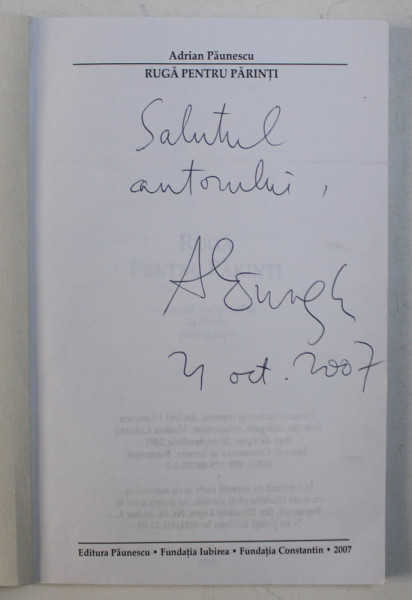 Adrian Păunescu
RUGĂ PENTRU PĂRINȚI
Salutul
autorului,
21 oct. 2007
Editura Păunescu • Fundația Iubirea • Fundația Constantin • 2007